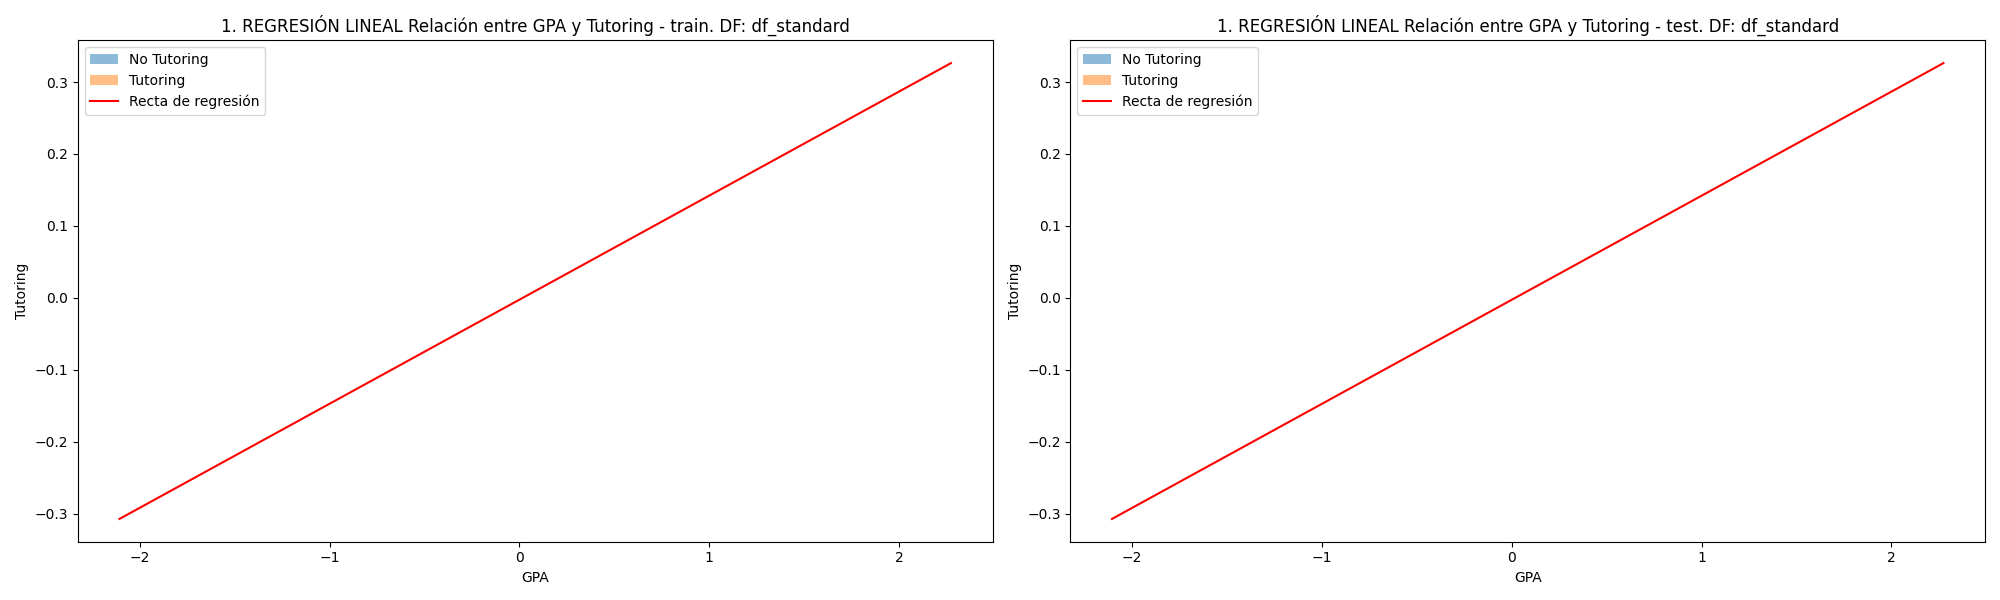 1. REGRESIÓN LINEAL Relación entre GPA y Tutoring - train. DF: df_standard
No Tutoring
Tutoring
Recta de regresión
0.3
0.2
0.1
0.0
−0.1
−0.2
−0.3
Tutoring
−2
−1
0
1
2
GPA
1. REGRESIÓN LINEAL Relación entre GPA y Tutoring - test. DF: df_standard
No Tutoring
Tutoring
Recta de regresión
0.3
0.2
0.1
0.0
−0.1
−0.2
−0.3
Tutoring
−2
−1
0
1
2
GPA